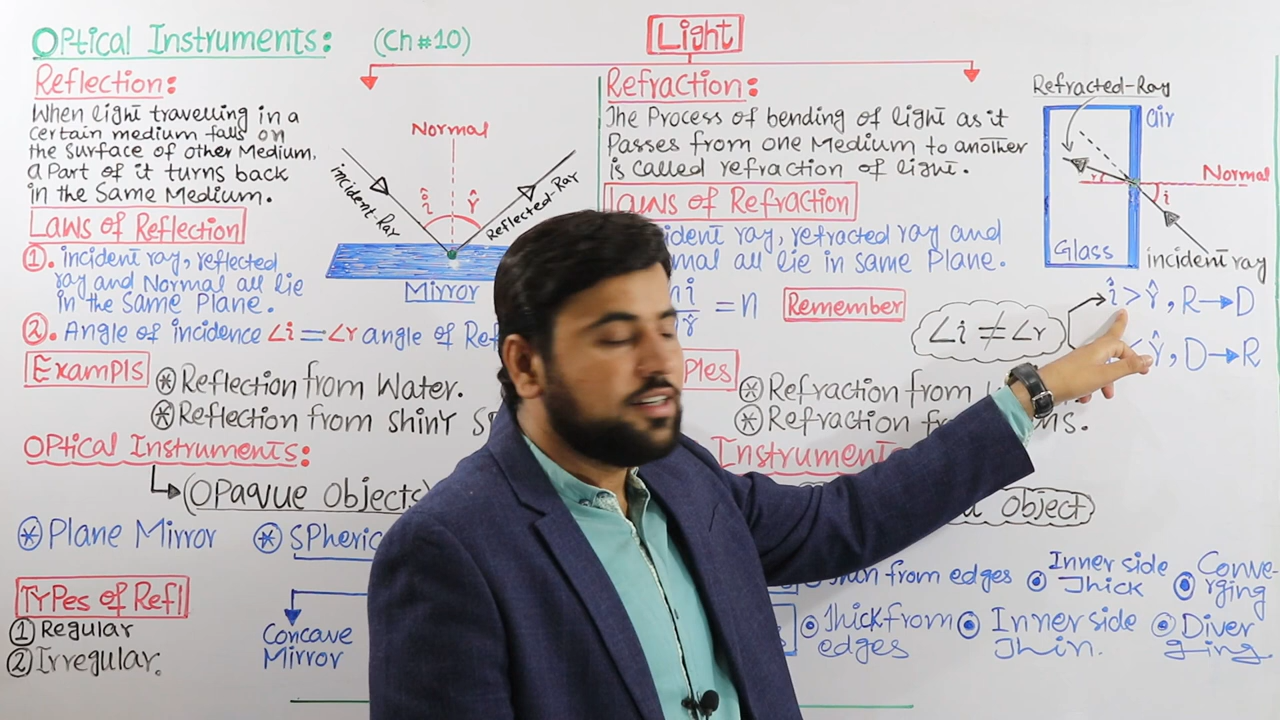 Optical Instruments: (Ch#10)
Light
Reflection:
When light travelling in a
certain medium falls on
the surface of other Medium,
a Part of it turns back
in the Same Medium.
Laws of Reflection
1. incident ray, reflected
ray and Normal all lie
in the Same Plane.
2. Angle of incidence ∠i = ∠r angle of Ref
Exampls
Reflection from Water.
Reflection from Shiny S
Normal
incident-Ray
î
r̂
Reflected-Ray
Mirror
Optical Instruments:
(Opaque Objects)
Plane Mirror
Spheric
Types of Refl
1 Regular
2 Irregular.
Concave
Mirror
Refraction:
The Process of bending of light as it
Passes from one Medium to another
is called refraction of light.
Laws of Refraction
ident ray, refracted ray and
mal all lie in same Plane.
= n
Remember
∠i ≠ ∠r
î > r̂, R→D
< r̂, D→R
ples
Refraction from
Refraction
ns.
Instruments
Object
Refracted-Ray
air
Normal
r
i
Glass
incident ray
from edges
Inner side
Thick
Conve-
rging
Thick from
edges
Inner side
Thin.
Diver
ging.